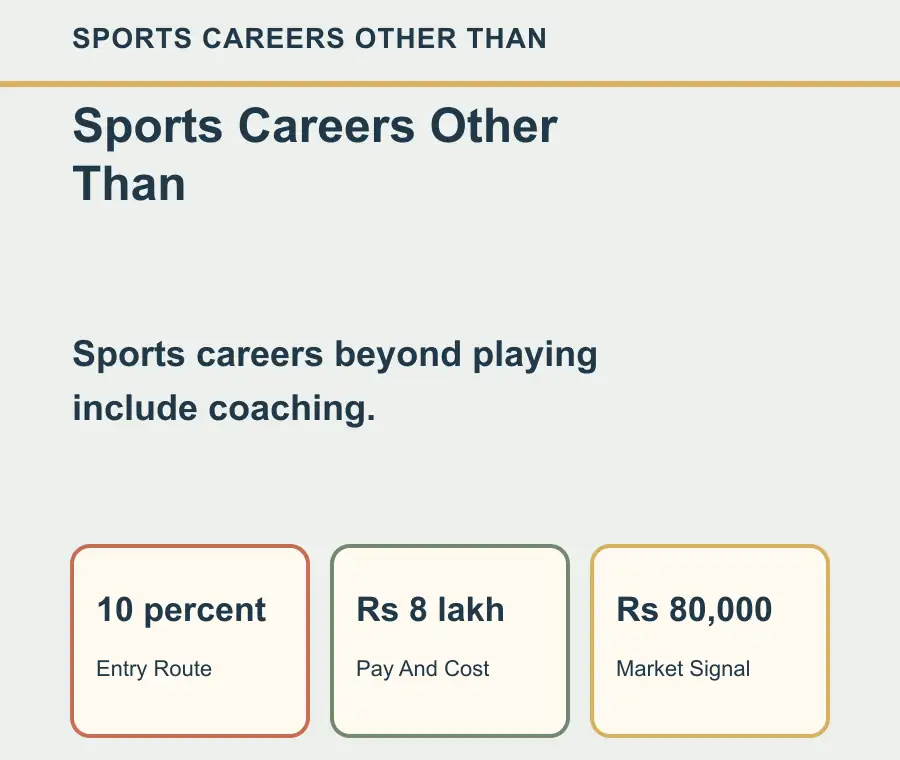 SPORTS CAREERS OTHER THAN
Sports Careers Other
Than
Sports careers beyond playing
include coaching.
10 percent
Entry Route
Rs 8 lakh
Pay And Cost
Rs 80,000
Market Signal